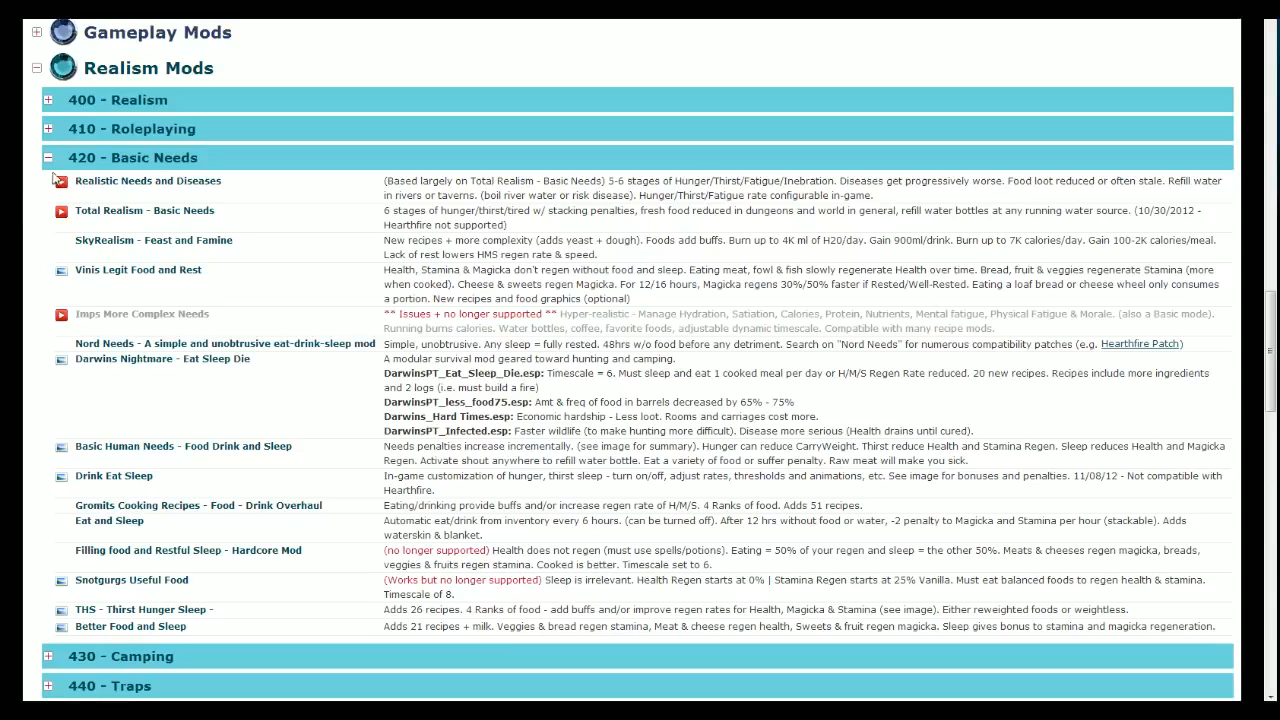 Gameplay Mods
Realism Mods
400 - Realism
410 - Roleplaying
420 - Basic Needs
Realistic Needs and Diseases
(Based largely on Total Realism - Basic Needs) 5-6 stages of Hunger/Thirst/Fatigue/Inebration. Diseases get progressively worse. Food loot reduced or often stale. Refill water
in rivers or taverns. (boil river water or risk disease). Hunger/Thirst/Fatigue rate configurable in-game.
Total Realism - Basic Needs
6 stages of hunger/thirst/tired w/ stacking penalties, fresh food reduced in dungeons and world in general, refill water bottles at any running water source. (10/30/2012 -
Hearthfire not supported)
SkyRealism - Feast and Famine
New recipes + more complexity (adds yeast + dough). Foods add buffs. Burn up to 4K ml of H20/day. Gain 900ml/drink. Burn up to 7K calories/day. Gain 100-2K calories/meal.
Lack of rest lowers HMS regen rate & speed.
Vinis Legit Food and Rest
Health, Stamina & Magicka don't regen without food and sleep. Eating meat, fowl & fish slowly regenerate Health over time. Bread, fruit & veggies regenerate Stamina (more
when cooked). Cheese & sweets regen Magicka. For 12/16 hours, Magicka regens 30%/50% faster if Rested/Well-Rested. Eating a loaf bread or cheese wheel only consumes
a portion. New recipes and food graphics (optional)
Imps More Complex Needs
** Issues + no longer supported ** Hyper-realistic - Manage Hydration, Satiation, Calories, Protein, Nutrients, Mental fatigue, Physical Fatigue & Morale. (also a Basic mode).
Running burns calories. Water bottles, coffee, favorite foods, adjustable dynamic timescale. Compatible with many recipe mods.
Nord Needs - A simple and unobtrusive eat-drink-sleep mod
Simple, unobtrusive. Any sleep = fully rested. 48hrs w/o food before any detriment. Search on "Nord Needs" for numerous compatibility patches (e.g. Hearthfire Patch)
Darwins Nightmare - Eat Sleep Die
A modular survival mod geared toward hunting and camping.
DarwinsPT_Eat_Sleep_Die.esp: Timescale = 6. Must sleep and eat 1 cooked meal per day or H/M/S Regen Rate reduced. 20 new recipes. Recipes include more ingredients
and 2 logs (i.e. must build a fire)
DarwinsPT_less_food75.esp: Amt & freq of food in barrels decreased by 65% - 75%
Darwins_Hard Times.esp: Economic hardship - Less loot. Rooms and carriages cost more.
DarwinsPT_Infected.esp: Faster wildlife (to make hunting more difficult). Disease more serious (Health drains until cured).
Basic Human Needs - Food Drink and Sleep
Needs penalties increase incrementally. (see image for summary). Hunger can reduce CarryWeight. Thirst reduce Health and Stamina Regen. Sleep reduces Health and Magicka
Regen. Activate shout anywhere to refill water bottle. Eat a variety of food or suffer penalty. Raw meat will make you sick.
Drink Eat Sleep
In-game customization of hunger, thirst sleep - turn on/off, adjust rates, thresholds and animations, etc. See image for bonuses and penalties. 11/08/12 - Not compatible with
Hearthfire.
Gromits Cooking Recipes - Food - Drink Overhaul
Eating/drinking provide buffs and/or increase regen rate of H/M/S. 4 Ranks of food. Adds 51 recipes.
Eat and Sleep
Automatic eat/drink from inventory every 6 hours. (can be turned off). After 12 hrs without food or water, -2 penalty to Magicka and Stamina per hour (stackable). Adds
waterskin & blanket.
Filling food and Restful Sleep - Hardcore Mod
(no longer supported) Health does not regen (must use spells/potions). Eating = 50% of your regen and sleep = the other 50%. Meats & cheeses regen magicka, breads,
veggies & fruits regen stamina. Cooked is better. Timescale set to 6.
Snotgurgs Useful Food
(Works but no longer supported) Sleep is irrelevant. Health Regen starts at 0% | Stamina Regen starts at 25% Vanilla. Must eat balanced foods to regen health & stamina.
Timescale of 8.
THS - Thirst Hunger Sleep -
Adds 26 recipes. 4 Ranks of food - add buffs and/or improve regen rates for Health, Magicka & Stamina (see image). Either reweighted foods or weightless.
Better Food and Sleep
Adds 21 recipes + milk. Veggies & bread regen stamina, Meat & cheese regen health, Sweets & fruit regen magicka. Sleep gives bonus to stamina and magicka regeneration.
430 - Camping
440 - Traps